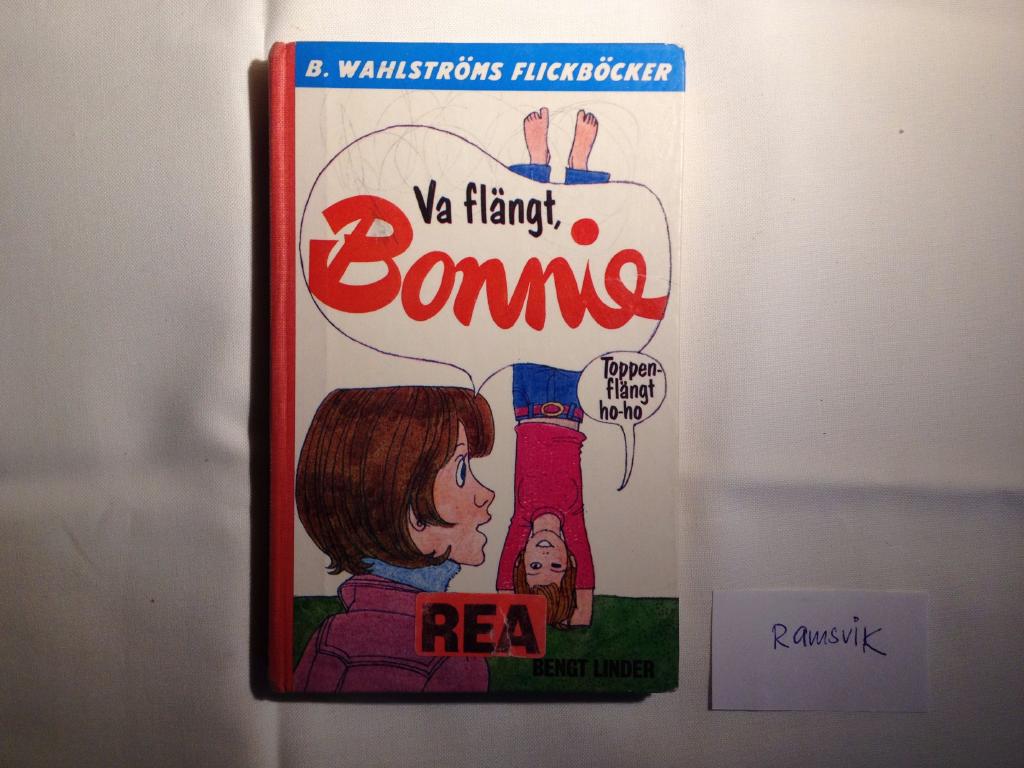 B. WAHLSTRÖMS FLICKBÖCKER
Va flängt,
Bonnie
Toppen-
flängt
ho-ho
REA
BENGT LINDER
Ramsvik